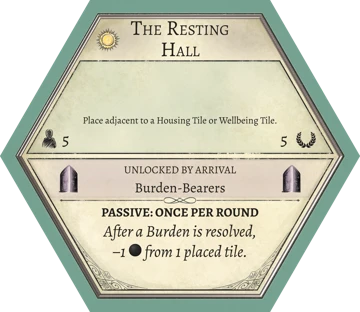 The Resting
Hall
Place adjacent to a Housing Tile or Wellbeing Tile.
5 5
UNLOCKED BY ARRIVAL
Burden-Bearers
PASSIVE: ONCE PER ROUND
After a Burden is resolved,
−1 from 1 placed tile.